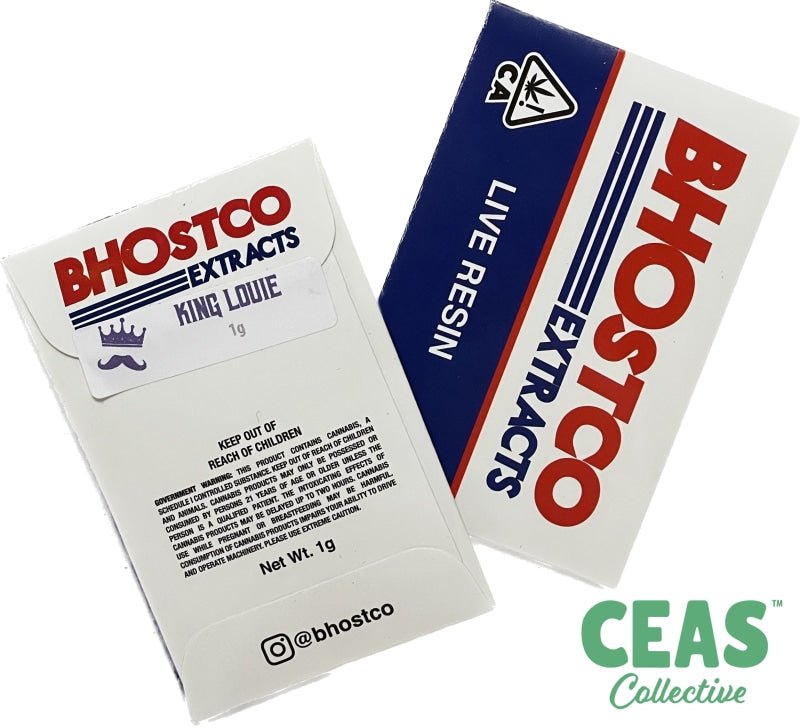 BHOSTCO
EXTRACTS
KING LOUIE
1g
KEEP OUT OF
REACH OF CHILDREN
GOVERNMENT WARNING: THIS PRODUCT CONTAINS CANNABIS, A
SCHEDULE I CONTROLLED SUBSTANCE. KEEP OUT OF REACH OF CHILDREN
AND ANIMALS. CANNABIS PRODUCTS MAY ONLY BE POSSESSED OR
CONSUMED BY PERSONS 21 YEARS OF AGE OR OLDER UNLESS THE
PERSON IS A QUALIFIED PATIENT. THE INTOXICATING EFFECTS OF
CANNABIS PRODUCTS MAY BE DELAYED UP TO TWO HOURS. CANNABIS
USE WHILE PREGNANT OR BREASTFEEDING MAY BE HARMFUL.
CONSUMPTION OF CANNABIS PRODUCTS IMPAIRS YOUR ABILITY TO DRIVE
AND OPERATE MACHINERY. PLEASE USE EXTREME CAUTION.
Net Wt. 1g
@bhostco
!
CA
LIVE RESIN
BHOSTCO
EXTRACTS
CEAS™
Collective